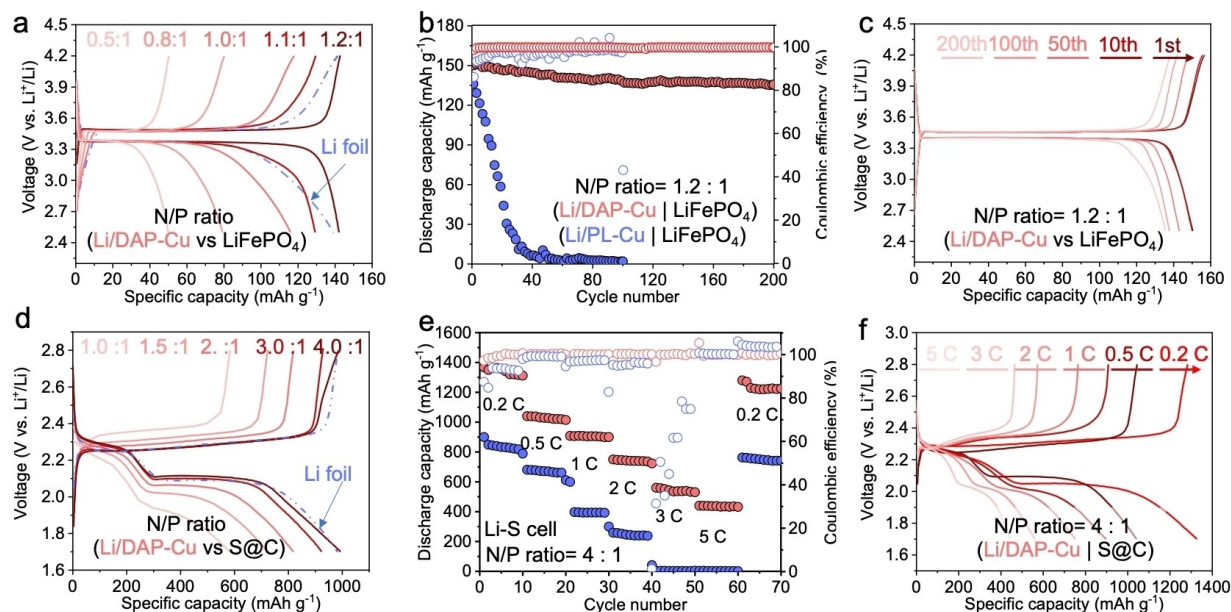 a
0.5:1 0.8:1 1.0:1 1.1:1 1.2:1
Li foil
N/P ratio
(Li/DAP-Cu vs LiFePO₄)
Voltage (V vs. Li⁺/Li)
4.5
3.9
3.3
2.7
2.1
0 20 40 60 80 100 120 140 160
Specific capacity (mAh g⁻¹)
b
N/P ratio= 1.2 : 1
(Li/DAP-Cu | LiFePO₄)
(Li/PL-Cu | LiFePO₄)
Discharge capacity (mAh g⁻¹)
180
150
120
90
60
30
0
0 40 80 120 160 200
Cycle number
Coulombic efficiency (%)
100
80
60
40
20
0
c
200th 100th 50th 10th 1st
N/P ratio= 1.2 : 1
(Li/DAP-Cu vs LiFePO₄)
Voltage (V vs. Li⁺/Li)
4.5
4.0
3.5
3.0
2.5
0 20 40 60 80 100 120 140 160
Specific capacity (mAh g⁻¹)
d
1.0 :1 1.5 :1 2. :1 3.0 :1 4.0 :1
Li foil
N/P ratio
(Li/DAP-Cu vs S@C)
Voltage (V vs. Li⁺/Li)
2.8
2.4
2.0
1.6
0 200 400 600 800 1000
Specific capacity (mAh g⁻¹)
e
0.2 C
0.5 C
1 C
2 C
3 C
5 C
0.2 C
Li-S cell
N/P ratio= 4 : 1
Discharge capacity (mAh g⁻¹)
1600
1400
1200
1000
800
600
400
200
0
0 10 20 30 40 50 60 70
Cycle number
Coulombic efficiency (%)
100
80
60
40
20
0
f
5 C 3 C 2 C 1 C 0.5 C 0.2 C
N/P ratio= 4 : 1
(Li/DAP-Cu | S@C)
Voltage (V vs. Li⁺/Li)
3.0
2.8
2.6
2.4
2.2
2.0
1.8
1.6
0 200 400 600 800 1000 1200 1400
Specific capacity (mAh g⁻¹)